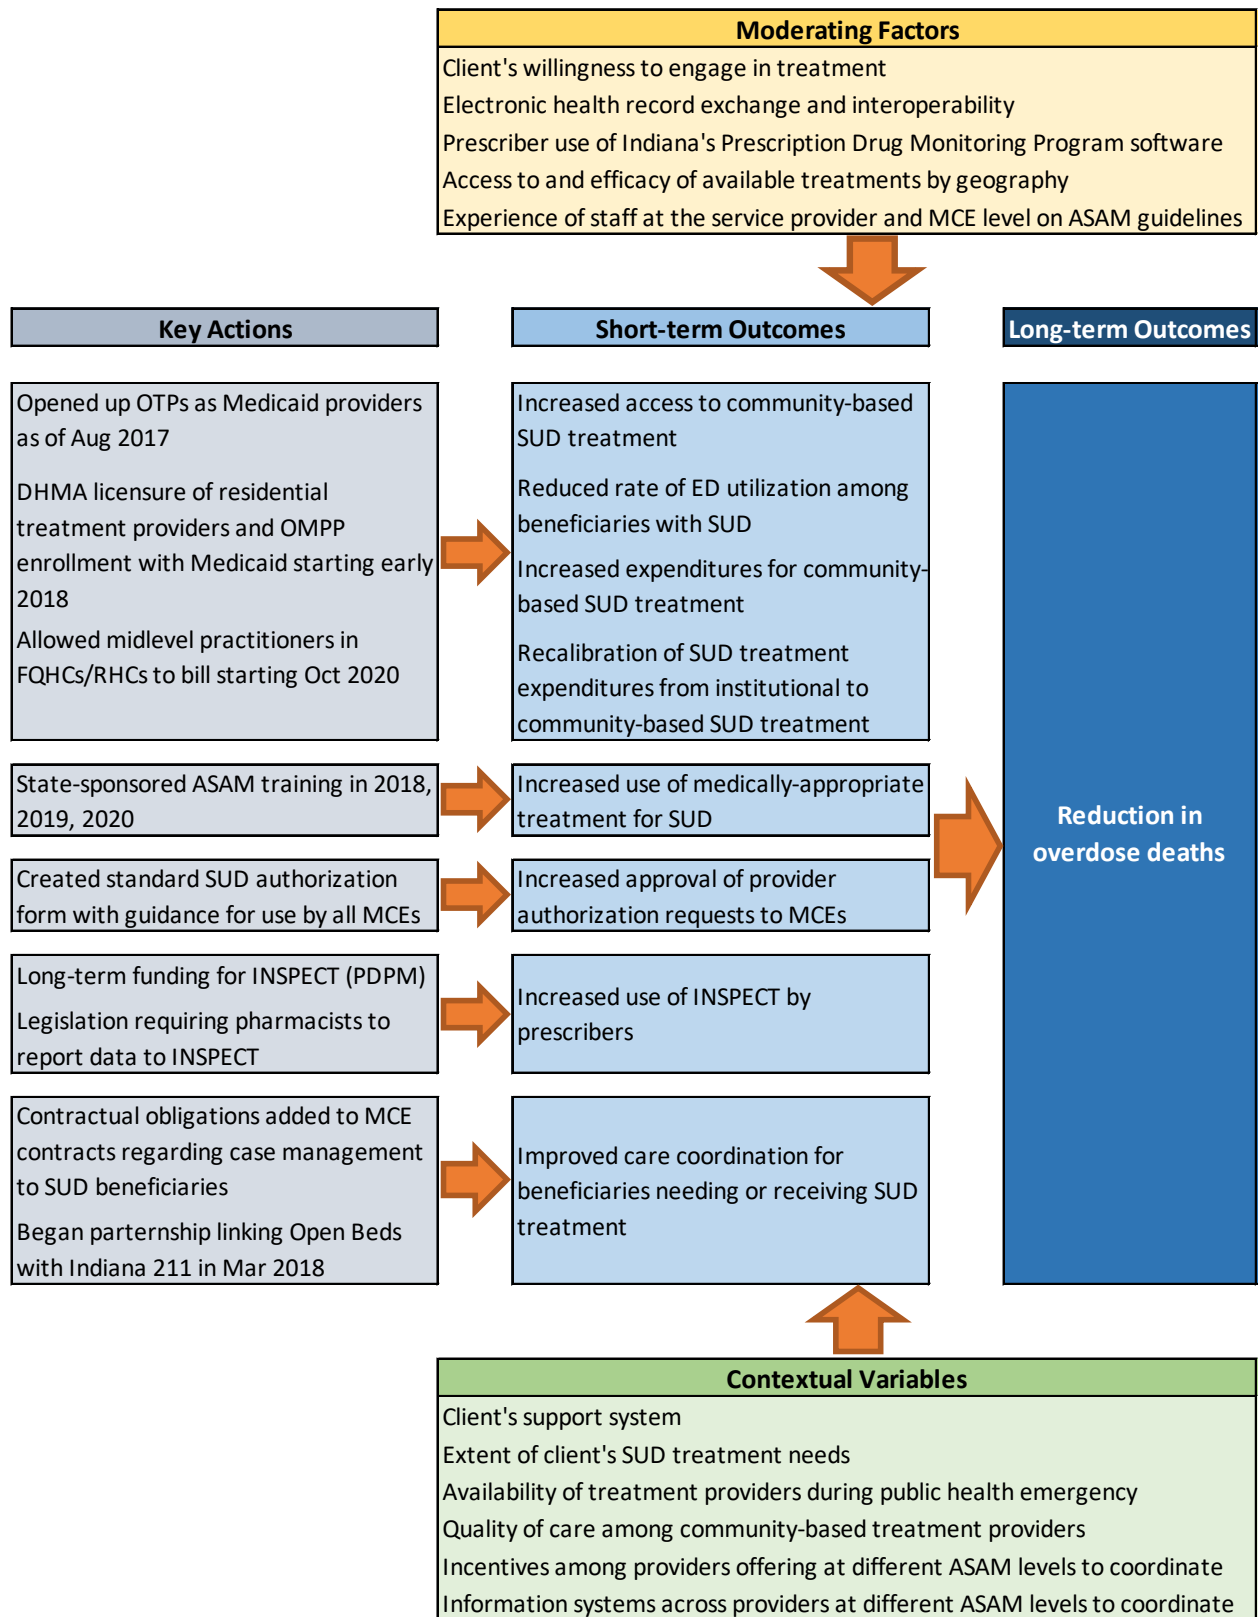 Moderating Factors
Client's willingness to engage in treatment
Electronic health record exchange and interoperability
Prescriber use of Indiana's Prescription Drug Monitoring Program software
Access to and efficacy of available treatments by geography
Experience of staff at the service provider and MCE level on ASAM guidelines
Key Actions
Short-term Outcomes
Long-term Outcomes
Opened up OTPs as Medicaid providers
as of Aug 2017
DHMA licensure of residential
treatment providers and OMPP
enrollment with Medicaid starting early
2018
Allowed midlevel practitioners in
FQHCs/RHCs to bill starting Oct 2020
Increased access to community-based
SUD treatment
Reduced rate of ED utilization among
beneficiaries with SUD
Increased expenditures for community-
based SUD treatment
Recalibration of SUD treatment
expenditures from institutional to
community-based SUD treatment
State-sponsored ASAM training in 2018,
2019, 2020
Increased use of medically-appropriate
treatment for SUD
Created standard SUD authorization
form with guidance for use by all MCEs
Increased approval of provider
authorization requests to MCEs
Long-term funding for INSPECT (PDPM)
Legislation requiring pharmacists to
report data to INSPECT
Increased use of INSPECT by
prescribers
Contractual obligations added to MCE
contracts regarding case management
to SUD beneficiaries
Began parternship linking Open Beds
with Indiana 211 in Mar 2018
Improved care coordination for
beneficiaries needing or receiving SUD
treatment
Reduction in
overdose deaths
Contextual Variables
Client's support system
Extent of client's SUD treatment needs
Availability of treatment providers during public health emergency
Quality of care among community-based treatment providers
Incentives among providers offering at different ASAM levels to coordinate
Information systems across providers at different ASAM levels to coordinate